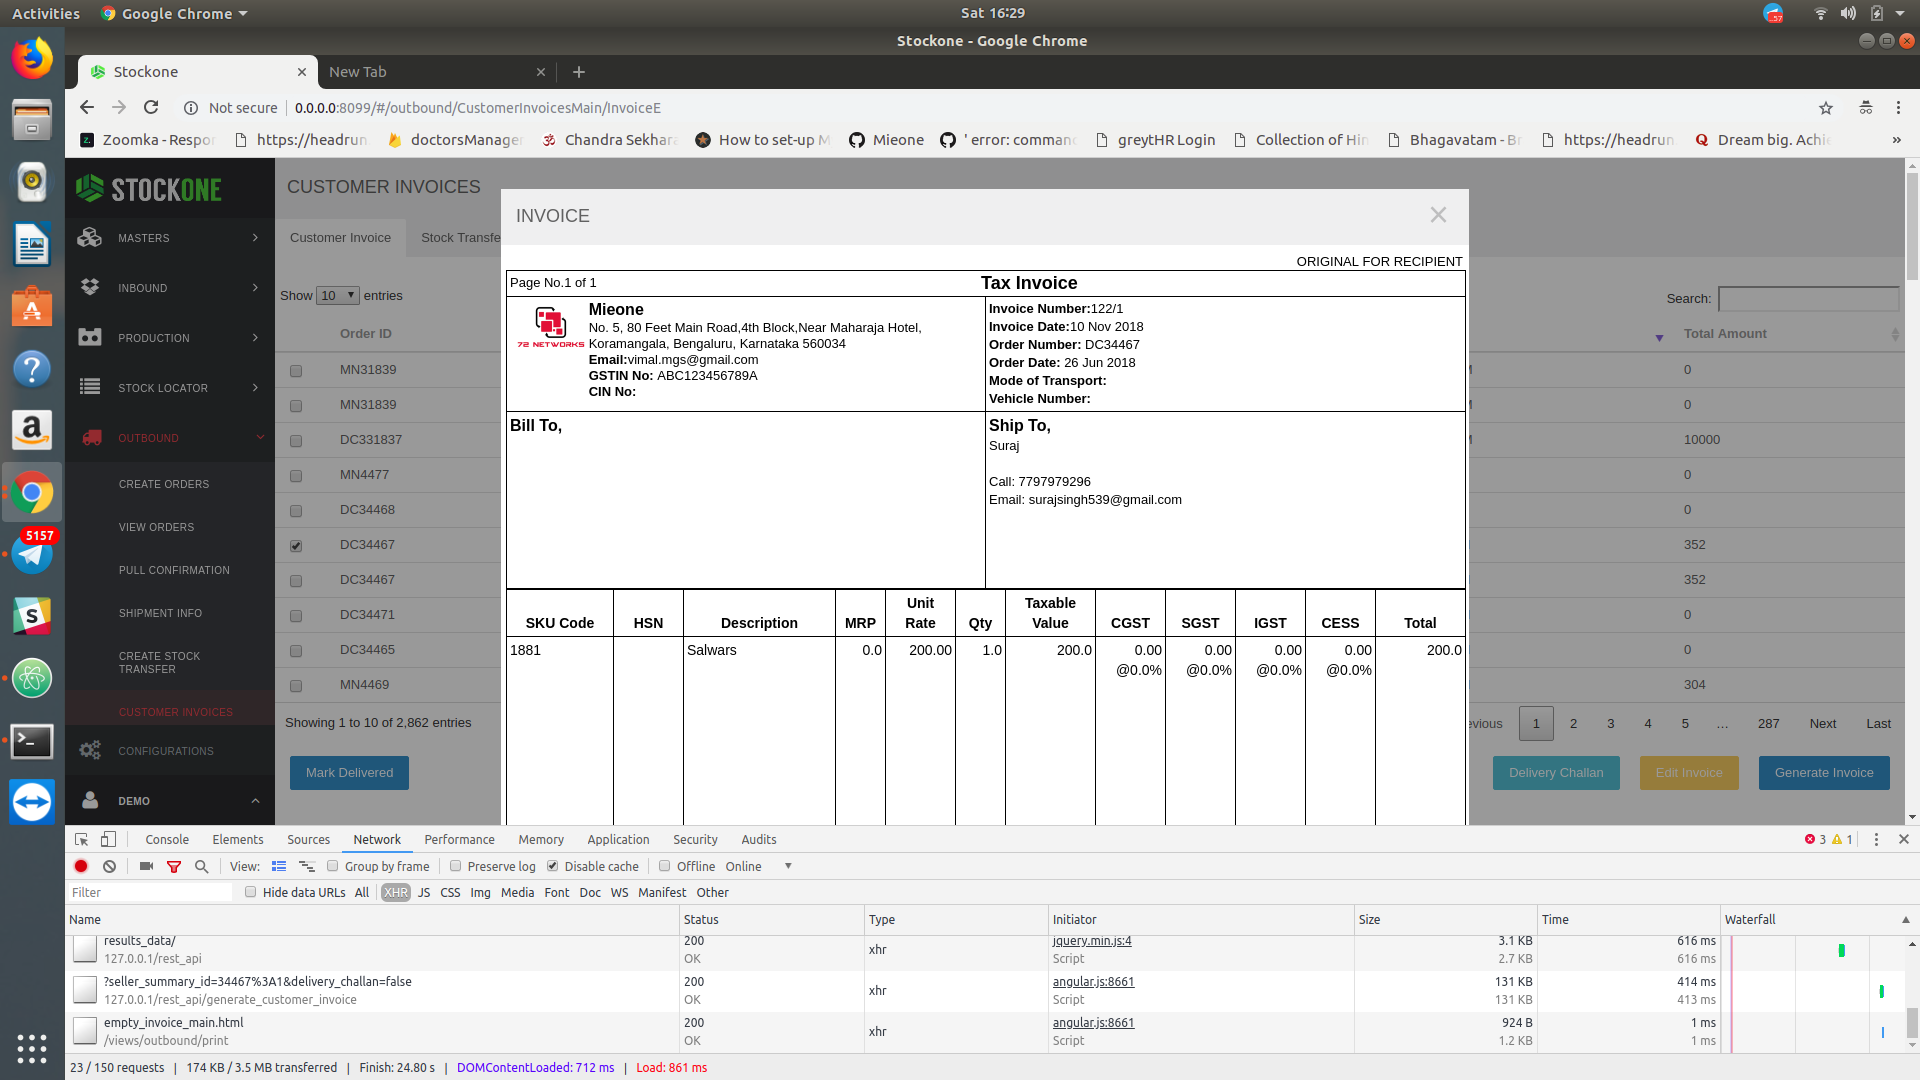 Activities
Google Chrome
Sat 16:29
57
Stockone - Google Chrome
Stockone
New Tab
Not secure
0.0.0.0:8099/#/outbound/CustomerInvoicesMain/InvoiceE
Zoomka - Respor
https://headrun
doctorsManager
Chandra Sekhara
How to set-up M
Mieone
' error: comman
greyHR Login
Collection of Hin
Bhagavatam - Br
https://headrun
Dream big. Achie
»
STOCKONE
MASTERS
INBOUND
PRODUCTION
STOCK LOCATOR
OUTBOUND
CREATE ORDERS
VIEW ORDERS
PULL CONFIRMATION
SHIPMENT INFO
CREATE STOCK
TRANSFER
CUSTOMER INVOICES
CONFIGURATIONS
DEMO
5157
CUSTOMER INVOICES
Customer Invoice
Stock Transfe
Show 10 entries
Search:
Order ID
Total Amount
MN31839
0
MN31839
0
DC331837
10000
MN4477
0
DC34468
0
DC34467
352
DC34467
352
DC34471
0
DC34465
0
MN4469
304
Showing 1 to 10 of 2,862 entries
evious 1 2 3 4 5 … 287 Next Last
Mark Delivered
Delivery Challan
Edit Invoice
Generate Invoice
INVOICE
ORIGINAL FOR RECIPIENT
Page No.1 of 1
Tax Invoice
72 NETWORKS
Mieone
No. 5, 80 Feet Main Road,4th Block,Near Maharaja Hotel,
Koramangala, Bengaluru, Karnataka 560034
Email:vimal.mgs@gmail.com
GSTIN No: ABC123456789A
CIN No:
Invoice Number:122/1
Invoice Date:10 Nov 2018
Order Number: DC34467
Order Date: 26 Jun 2018
Mode of Transport:
Vehicle Number:
Bill To,
Ship To,
Suraj
Call: 7797979296
Email: surajsingh539@gmail.com
SKU Code HSN Description MRP Unit Rate Qty Taxable Value CGST SGST IGST CESS Total
1881 Salwars 0.0 200.00 1.0 200.0 0.00 0.00 0.00 0.00 200.0
@0.0% @0.0% @0.0% @0.0%
Console Elements Sources Network Performance Memory Application Security Audits
3 1
View: Group by frame Preserve log Disable cache Offline Online
Filter Hide data URLs All XHR JS CSS Img Media Font Doc WS Manifest Other
Name Status Type Initiator Size Time Waterfall
results_data/ 200 xhr jquery.min.js:4 3.1 KB 616 ms
127.0.0.1/rest_api OK Script 2.7 KB 616 ms
?seller_summary_id=34467%3A1&delivery_challan=false 200 xhr angular.js:8661 131 KB 414 ms
127.0.0.1/rest_api/generate_customer_invoice OK Script 131 KB 413 ms
empty_invoice_main.html 200 xhr angular.js:8661 924 B 1 ms
/views/outbound/print OK Script 1.2 KB 1 ms
23 / 150 requests | 174 KB / 3.5 MB transferred | Finish: 24.80 s | DOMContentLoaded: 712 ms | Load: 861 ms